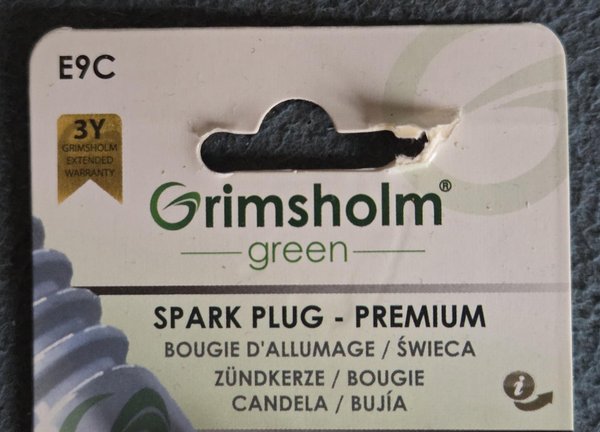 E9C
3Y
GRIMSHOLM
EXTENDED
WARRANTY
Grimsholm®
green
SPARK PLUG - PREMIUM
BOUGIE D'ALLUMAGE / ŚWIECA
ZÜNDKERZE / BOUGIE
CANDELA / BUJÍA
i